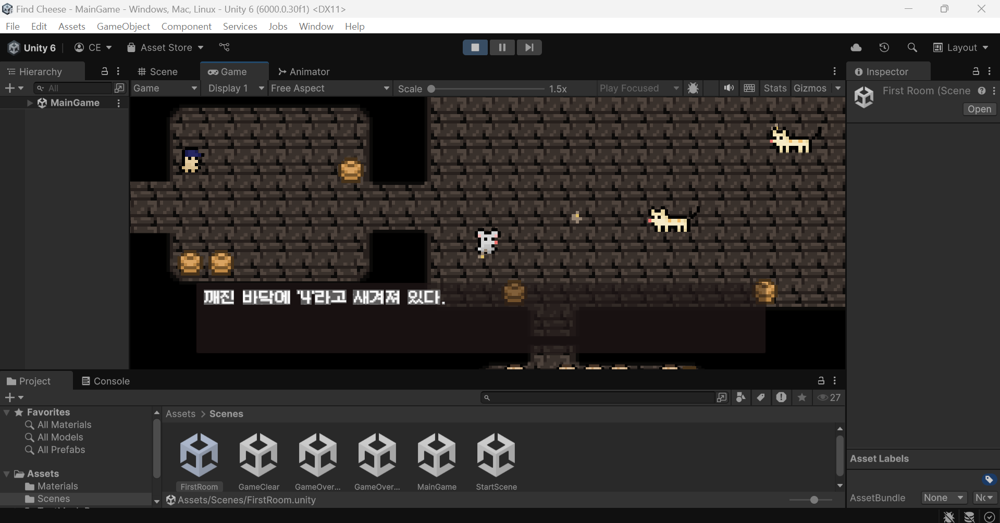 Find Cheese - MainGame - Windows, Mac, Linux - Unity 6 (6000.0.30f1) <DX11>
File Edit Assets GameObject Component Services Jobs Window Help
Unity 6 CE Asset Store Layout
Hierarchy Scene Game Animator Inspector
All Game Display 1 Free Aspect Scale 1.5x Play Focused Stats Gizmos
MainGame
First Room (Scene
Open
깨진 바닥에 '4'라고 새겨져 있다.
Project Console
27
Favorites
All Materials
All Models
All Prefabs
Assets
Materials
Scenes
Assets > Scenes
FirstRoom GameClear GameOver... GameOver... MainGame StartScene
Assets/Scenes/FirstRoom.unity
Asset Labels
AssetBundle None